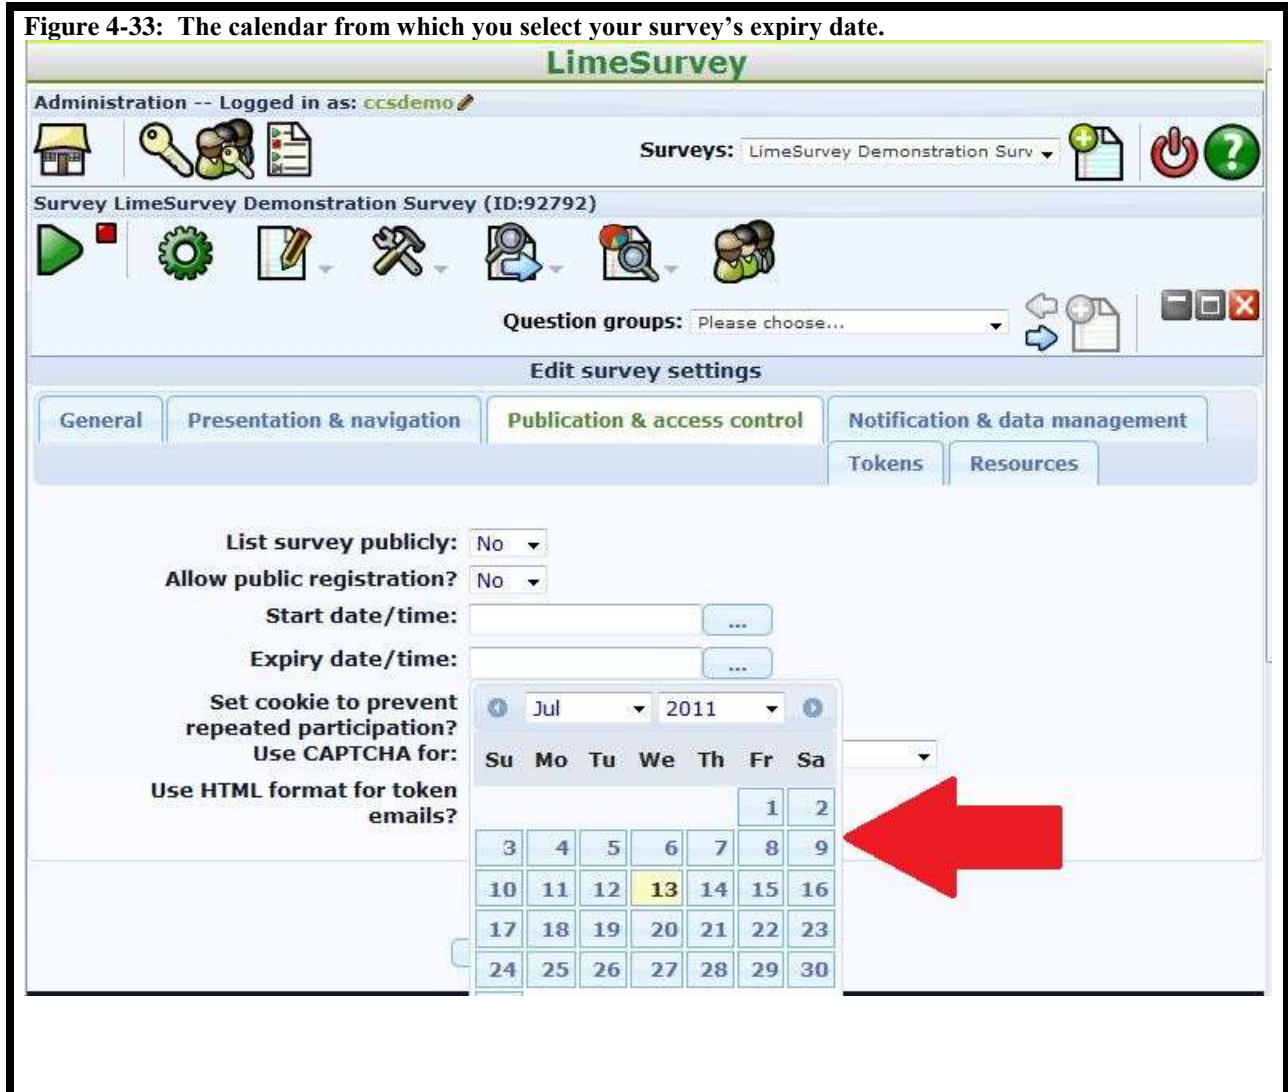 Figure 4-33:  The calendar from which you select your survey’s expiry date.
LimeSurvey
Administration -- Logged in as: ccsdemo
Surveys: LimeSurvey Demonstration Surv
?
Survey LimeSurvey Demonstration Survey (ID:92792)
Question groups: Please choose...
Edit survey settings
General Presentation & navigation Publication & access control Notification & data management
Tokens Resources
List survey publicly: No
Allow public registration? No
Start date/time: ...
Expiry date/time: ...
Set cookie to prevent
repeated participation?
Use CAPTCHA for:
Use HTML format for token
emails?
Jul 2011
Su Mo Tu We Th Fr Sa
1 2
3 4 5 6 7 8 9
10 11 12 13 14 15 16
17 18 19 20 21 22 23
24 25 26 27 28 29 30